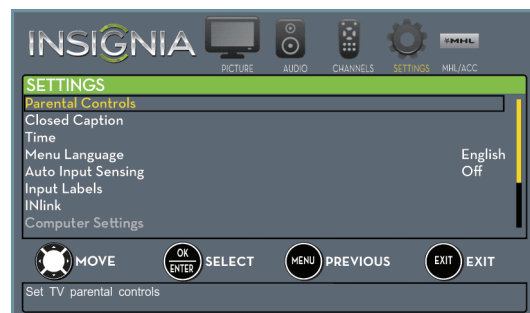 INSIGNIA
PICTURE AUDIO CHANNELS SETTINGS MHL/ACC
MHL
SETTINGS
Parental Controls
Closed Caption
Time
Menu Language English
Auto Input Sensing Off
Input Labels
INlink
Computer Settings
MOVE OK ENTER SELECT MENU PREVIOUS EXIT EXIT
Set TV parental controls